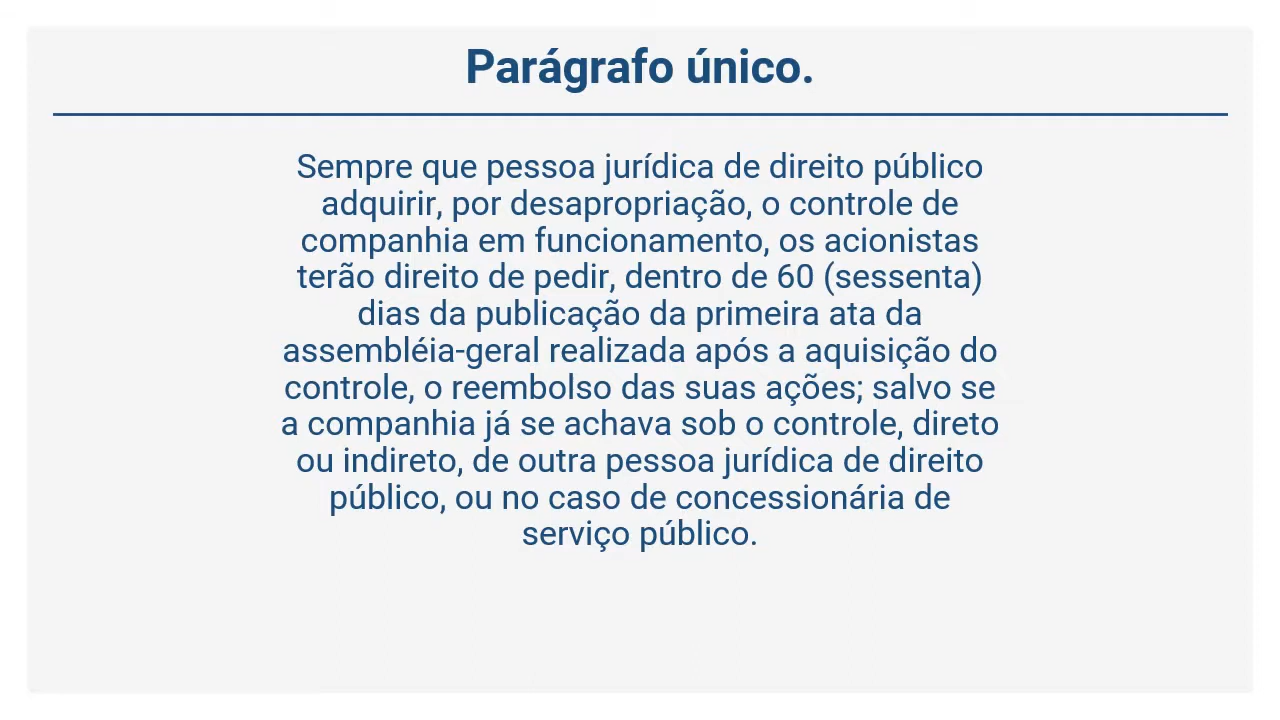 Parágrafo único.
Sempre que pessoa jurídica de direito público
adquirir, por desapropriação, o controle de
companhia em funcionamento, os acionistas
terão direito de pedir, dentro de 60 (sessenta)
dias da publicação da primeira ata da
assembléia-geral realizada após a aquisição do
controle, o reembolso das suas ações; salvo se
a companhia já se achava sob o controle, direto
ou indireto, de outra pessoa jurídica de direito
público, ou no caso de concessionária de
serviço público.